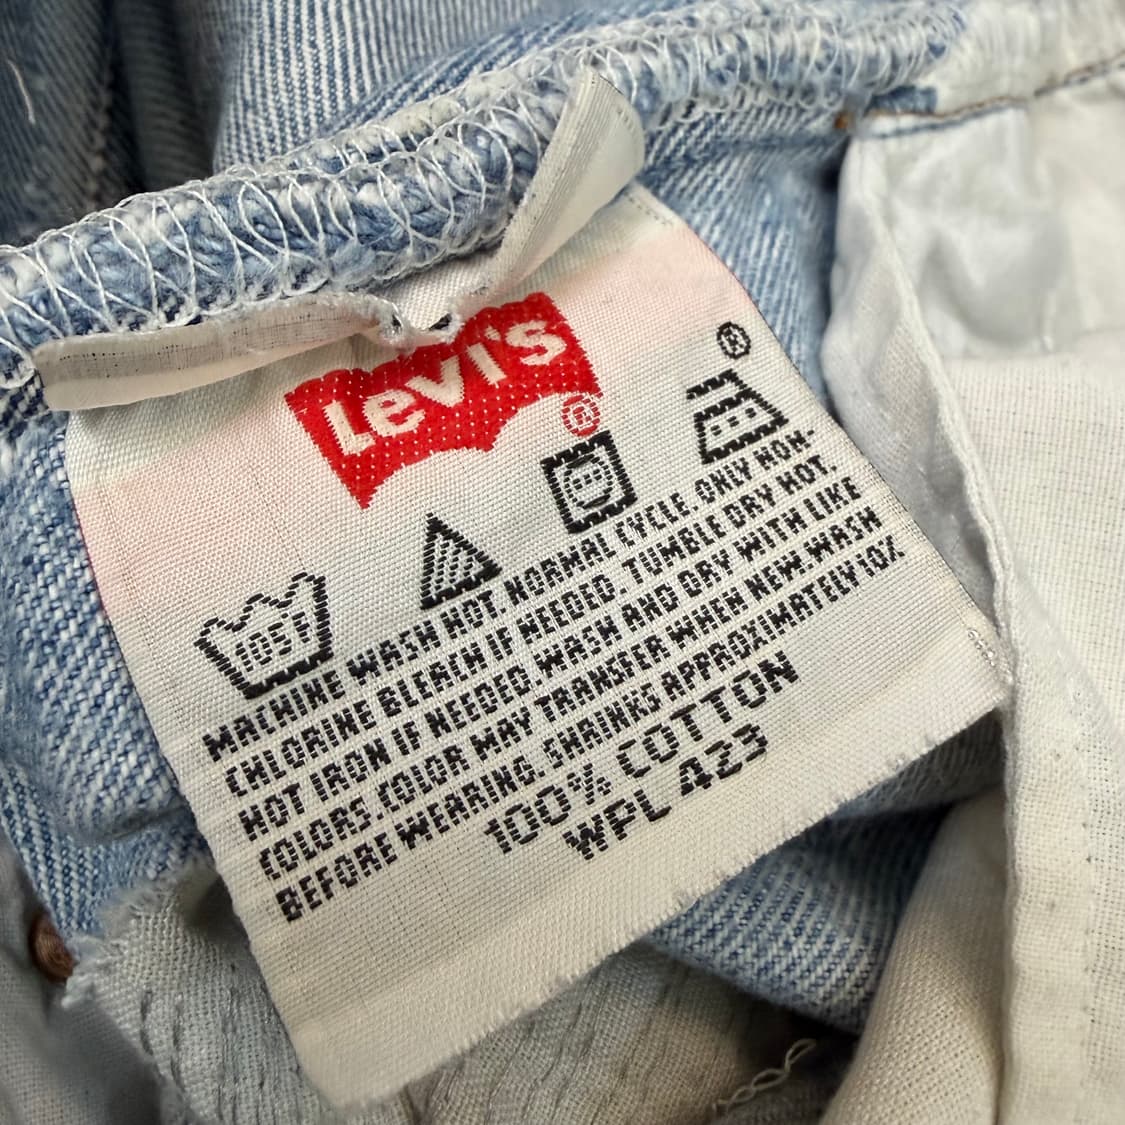 Levi's
®
®
105F
MACHINE WASH HOT. NORMAL CYCLE. ONLY NON-
CHLORINE BLEACH IF NEEDED. TUMBLE DRY HOT.
HOT IRON IF NEEDED. WASH AND DRY WITH LIKE
COLORS. COLOR MAY TRANSFER WHEN NEW. WASH
BEFORE WEARING. SHRINKS APPROXIMATELY 10%
100% COTTON
WPL 423